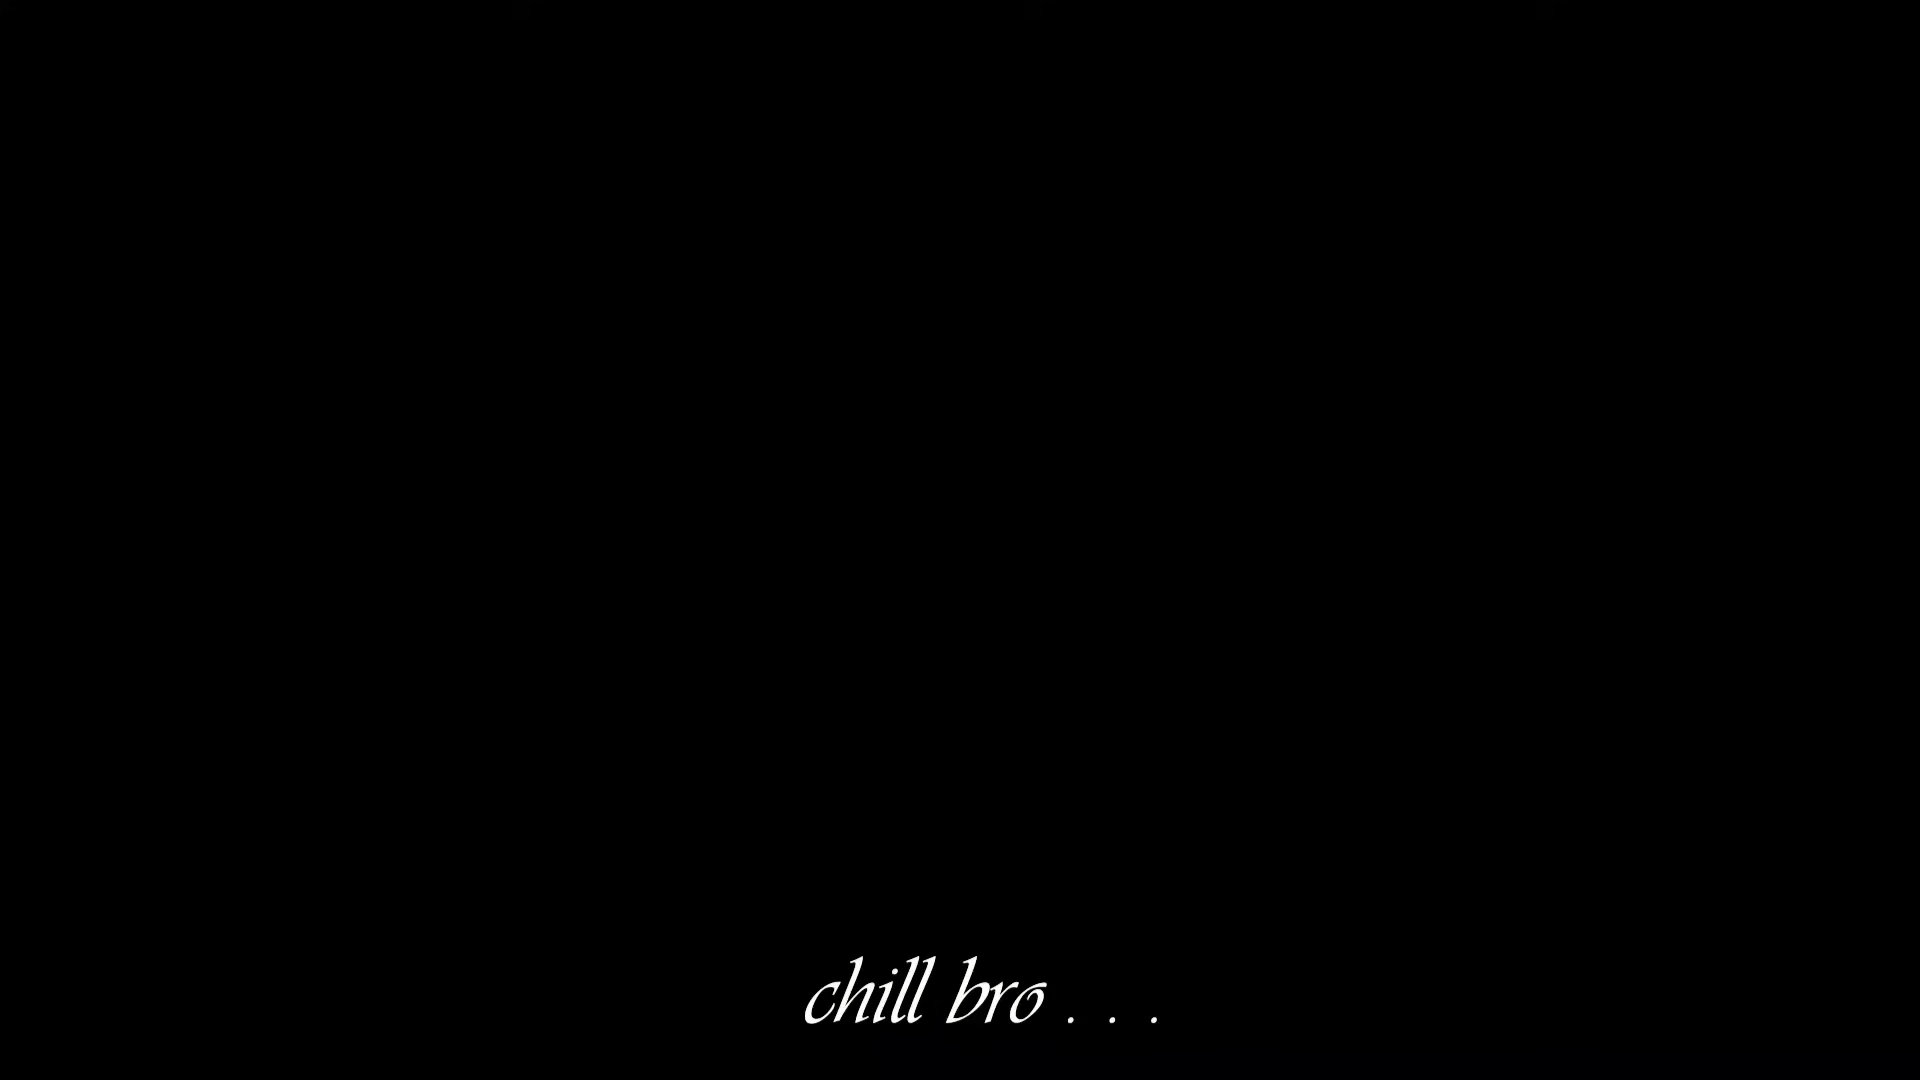 chill bro . . .